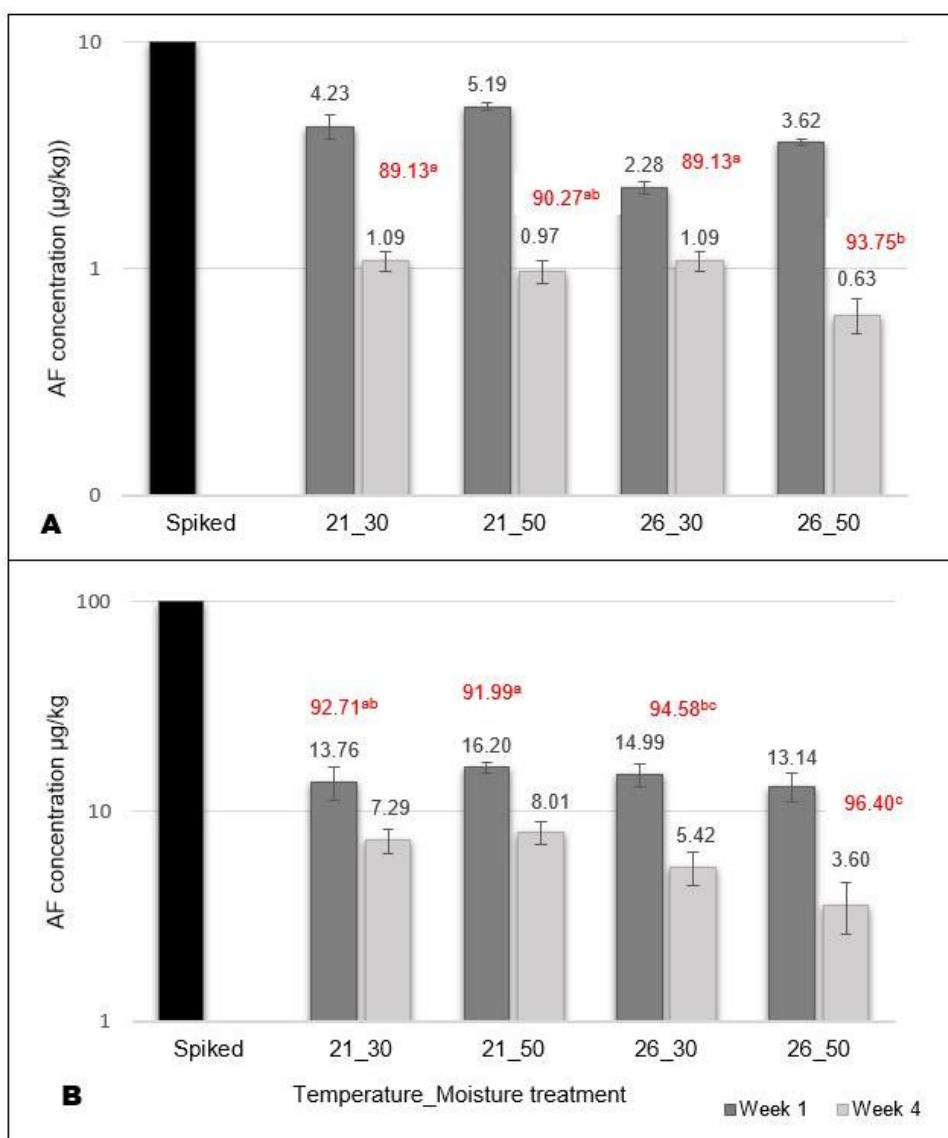 10
5.19
4.23
3.62
89.13ᵃ
89.13ᵃ
2.28
90.27ᵃᵇ
93.75ᵇ
1.09
0.97
1.09
0.63
1
0
AF concentration (µg/kg))
A
Spiked 21_30 21_50 26_30 26_50
100
91.99ᵃ
92.71ᵃᵇ
94.58ᵇᶜ
13.76
16.20
14.99
13.14
96.40ᶜ
10
7.29
8.01
5.42
3.60
1
AF concentration µg/kg
Spiked 21_30 21_50 26_30 26_50
B
Temperature_Moisture treatment
Week 1 Week 4